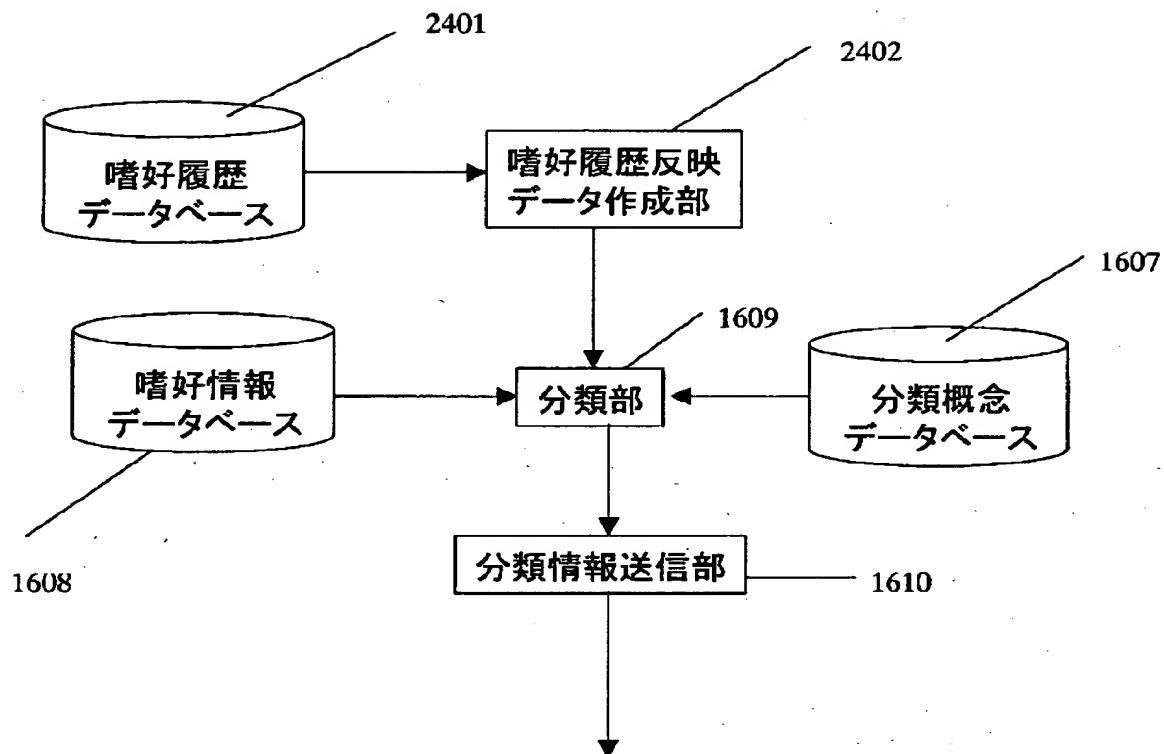 2401
2402
嗜好履歴
データベース
嗜好履歴反映
データ作成部
1607
1609
嗜好情報
データベース
分類部
分類概念
データベース
1608
分類情報送信部
1610